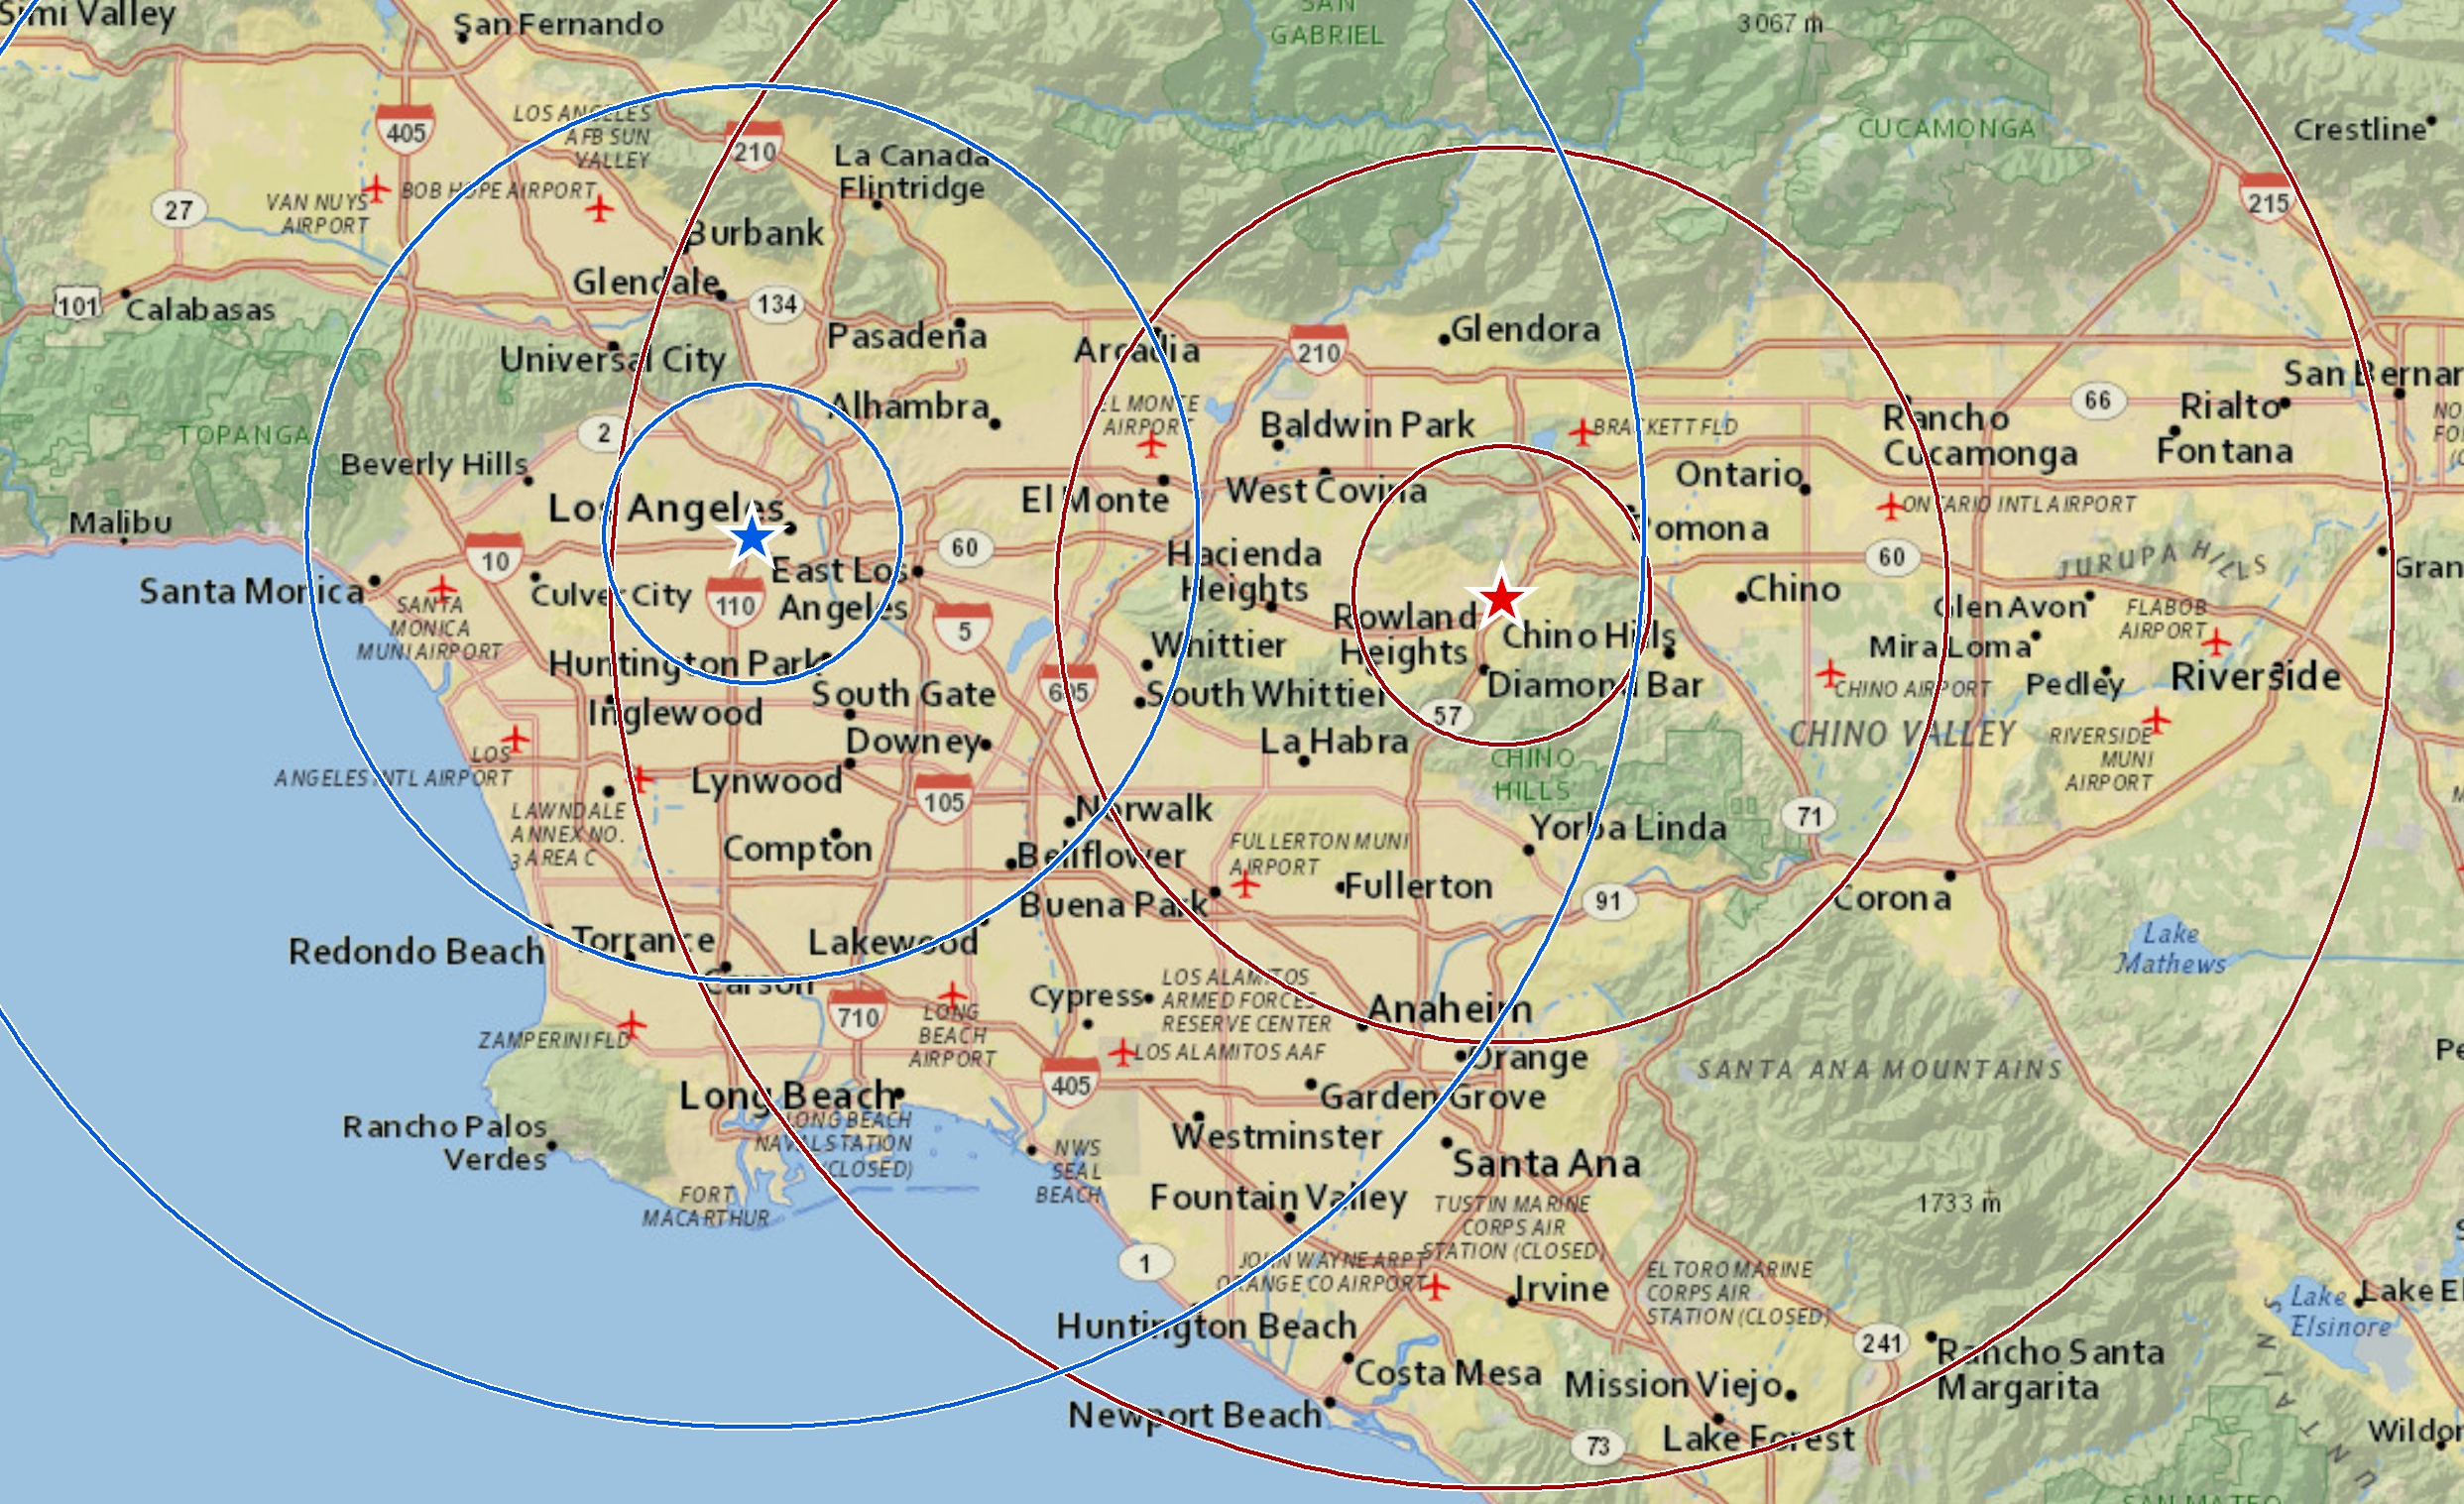 Simi Valley
San Fernando
SAN
GABRIEL
3067 m
LOS ANGELES
AFB SUN
VALLEY
405
210
La Canada
Flintridge
CUCAMONGA
Crestline
VAN NUYS
AIRPORT
BOB HOPE AIRPORT
27
215
Burbank
Glendale
134
101
Calabasas
Universal City
Pasadena
Arcadia
210
Glendora
San Bernar
2
Alhambra
EL MONTE
AIRPORT
Baldwin Park
BRACKETT FLD
Rancho
Cucamonga
66
Rialto
Fontana
TOPANGA
Beverly Hills
Los Angeles
El Monte
West Covina
Ontario
ONTARIO INTL AIRPORT
Malibu
10
60
Pomona
Hacienda
Heights
60
JURUPA HILLS
Gran
Santa Monica
SANTA
MONICA
MUNI AIRPORT
Culver City
110
East Los
Angeles
5
Rowland
Heights
Chino Hills
Chino
Glen Avon
FLABOB
AIRPORT
Mira Loma
Huntington Park
Whittier
605
South Whittier
Diamond Bar
CHINO AIRPORT
Pedley
Riverside
Inglewood
South Gate
57
LOS
ANGELES INTL AIRPORT
Downey
La Habra
CHINO VALLEY
RIVERSIDE
MUNI
AIRPORT
CHINO
HILLS
LAWNDALE
ANNEX NO.
3 AREA C
Lynwood
105
Norwalk
71
Compton
Bellflower
FULLERTON MUNI
AIRPORT
Yorba Linda
Buena Park
Fullerton
91
Corona
Redondo Beach
Torrance
Lakewood
Lake
Mathews
Carson
Cypress
LOS ALAMITOS
ARMED FORCES
RESERVE CENTER
Anaheim
710
LONG
BEACH
AIRPORT
ZAMPERINI FLD
LOS ALAMITOS AAF
Orange
SANTA ANA MOUNTAINS
Pe
405
Long Beach
Garden Grove
LONG BEACH
NAVAL STATION
(CLOSED)
Rancho Palos
Verdes
NWS
SEAL
BEACH
Westminster
Santa Ana
FORT
MACARTHUR
Fountain Valley
TUSTIN MARINE
CORPS AIR
STATION (CLOSED)
1733 m
1
JOHN WAYNE ARPT
ORANGE CO AIRPORT
Irvine
EL TORO MARINE
CORPS AIR
STATION (CLOSED)
Lake
Elsinore
Lake El
Huntington Beach
241
Rancho Santa
Margarita
Costa Mesa
Mission Viejo
Newport Beach
73
Lake Forest
Wildo
SAN MATEO